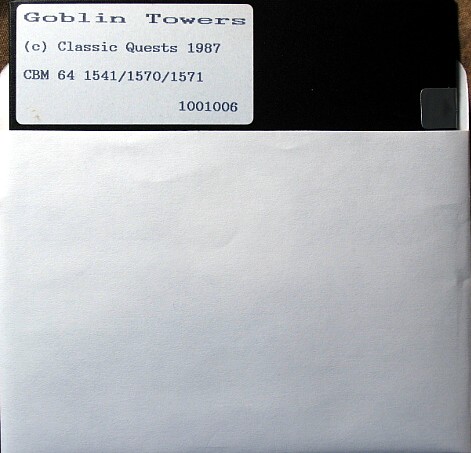 Goblin Towers
(c) Classic Quests 1987
CBM 64 1541/1570/1571
1001006